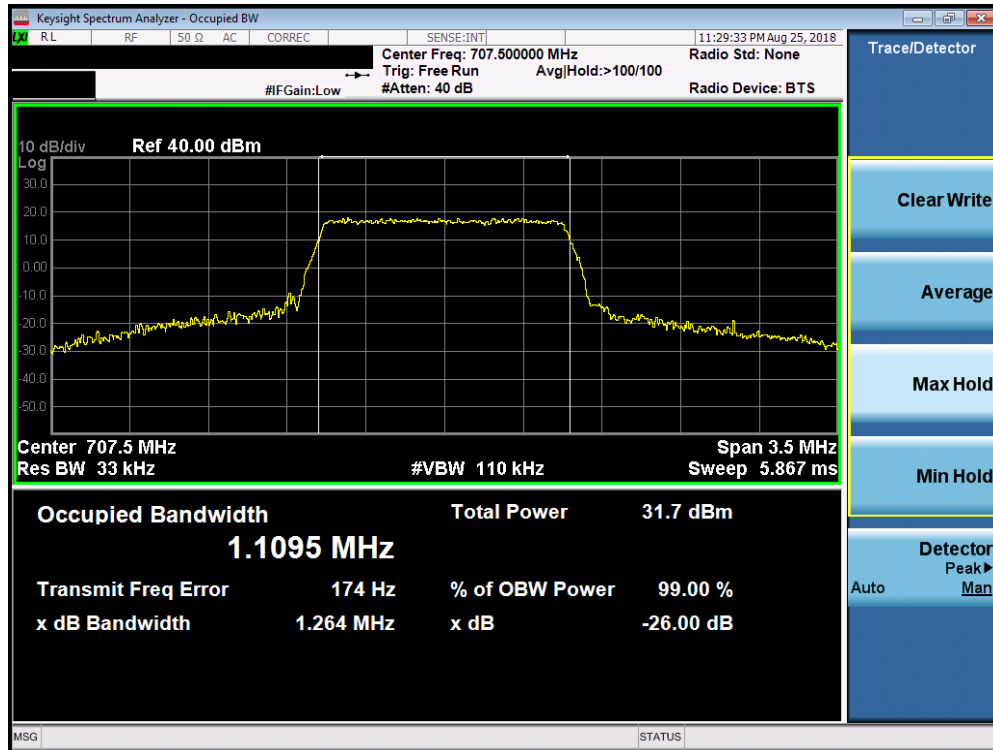 Keysight Spectrum Analyzer - Occupied BW
LXI RL RF 50 Ω AC CORREC SENSE:INT 11:29:33 PM Aug 25, 2018
Center Freq: 707.500000 MHz Radio Std: None
Trig: Free Run Avg|Hold:>100/100
#IFGain:Low #Atten: 40 dB Radio Device: BTS
Trace/Detector
10 dB/div Ref 40.00 dBm
Log
30.0
20.0
10.0
0.00
-10.0
-20.0
-30.0
-40.0
-50.0
Center 707.5 MHz Span 3.5 MHz
Res BW 33 kHz #VBW 110 kHz Sweep 5.867 ms
Occupied Bandwidth Total Power 31.7 dBm
1.1095 MHz
Transmit Freq Error 174 Hz % of OBW Power 99.00 %
x dB Bandwidth 1.264 MHz x dB -26.00 dB
Clear Write
Average
Max Hold
Min Hold
Detector
Peak▶
Auto Man
MSG STATUS